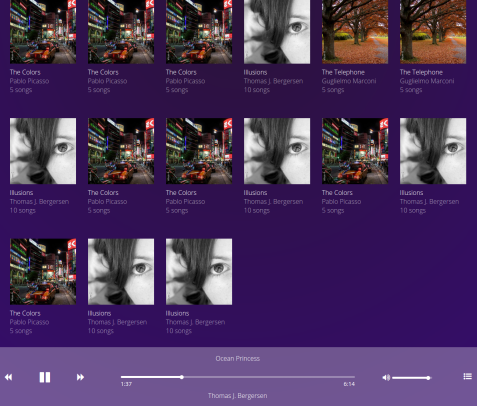 The Colors
Pablo Picasso
5 songs
The Colors
Pablo Picasso
5 songs
The Colors
Pablo Picasso
5 songs
Illusions
Thomas J. Bergersen
10 songs
The Telephone
Guglielmo Marconi
5 songs
The Telephone
Guglielmo Marconi
5 songs
Illusions
Thomas J. Bergersen
10 songs
The Colors
Pablo Picasso
5 songs
The Colors
Pablo Picasso
5 songs
Illusions
Thomas J. Bergersen
10 songs
The Colors
Pablo Picasso
5 songs
Illusions
Thomas J. Bergersen
10 songs
The Colors
Pablo Picasso
5 songs
Illusions
Thomas J. Bergersen
10 songs
Illusions
Thomas J. Bergersen
10 songs
Ocean Princess
1:37
6:14
Thomas J. Bergersen